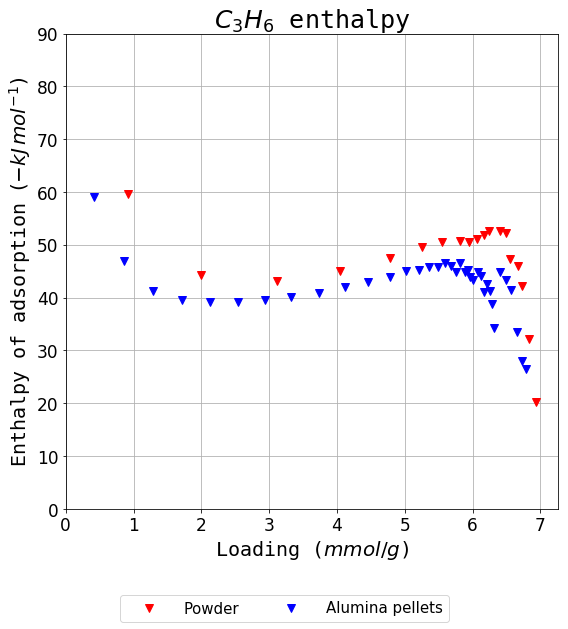 C₃H₆ enthalpy
90
80
70
60
50
40
30
20
10
0
Enthalpy of adsorption (−kJ mol⁻¹)
0 1 2 3 4 5 6 7
Loading (mmol/g)
Powder Alumina pellets